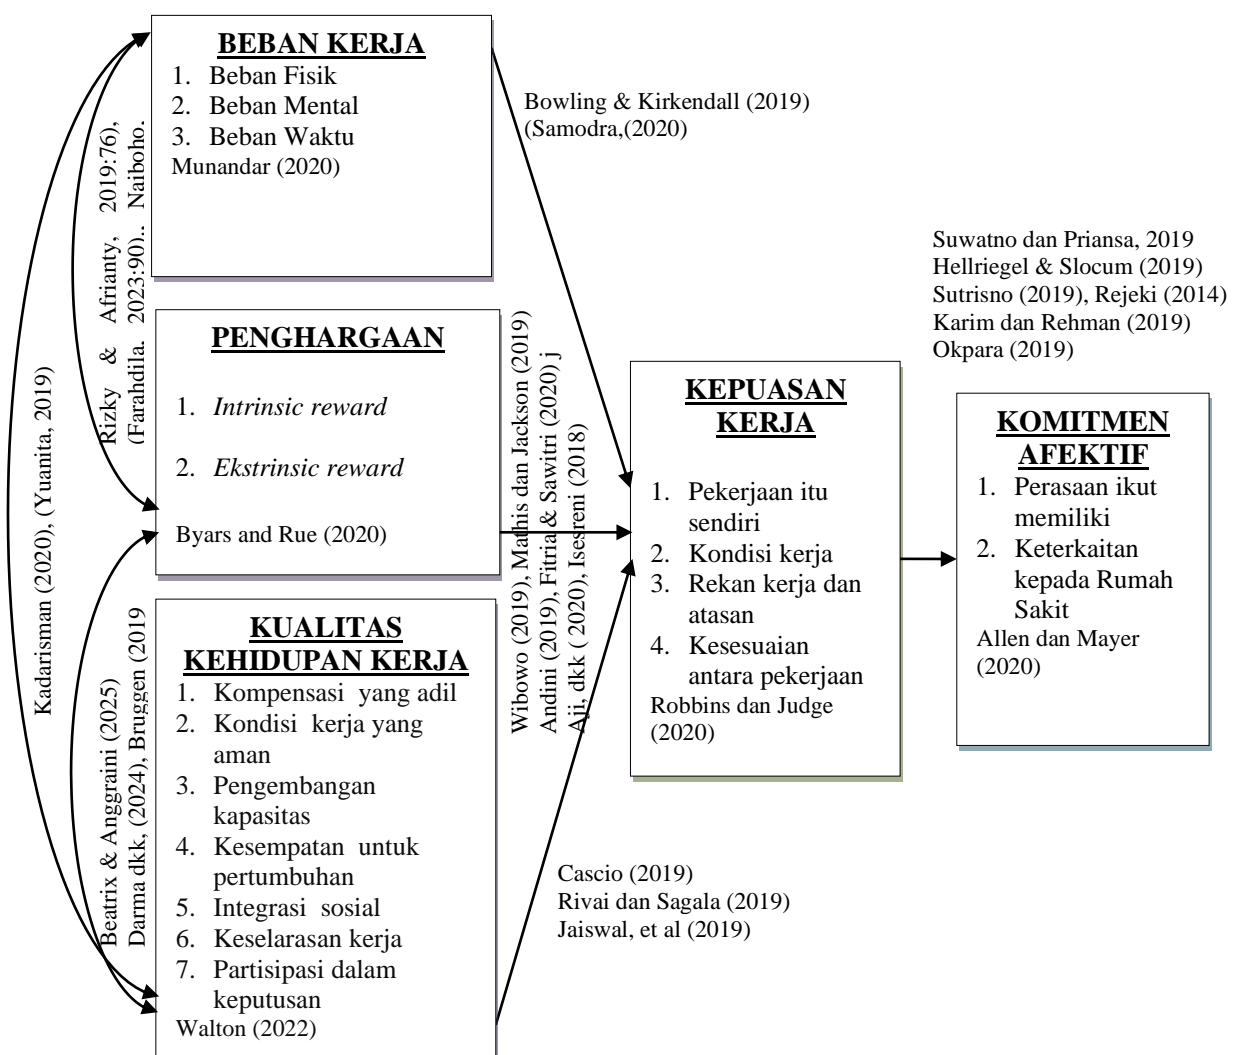 BEBAN KERJA
1. Beban Fisik
2. Beban Mental
3. Beban Waktu
Munandar (2020)
Bowling & Kirkendall (2019)
(Samodra,(2020)
Rizky & Afrianty, 2019:76),
(Farahdila. 2023:90).. Naiboho.
Kadarisman (2020), (Yuanita, 2019)
PENGHARGAAN
1. Intrinsic reward
2. Ekstrinsic reward
Byars and Rue (2020)
Wibowo (2019), Mathis dan Jackson (2019)
Andini (2019), Fitria & Sawitri (2020) j
Aji, dkk ( 2020), Isesreni (2018)
Beatrix & Anggraini (2025)
Darma dkk, (2024), Bruggen (2019
KUALITAS
KEHIDUPAN KERJA
1. Kompensasi yang adil
2. Kondisi kerja yang
aman
3. Pengembangan
kapasitas
4. Kesempatan untuk
pertumbuhan
5. Integrasi sosial
6. Keselarasan kerja
7. Partisipasi dalam
keputusan
Walton (2022)
Cascio (2019)
Rivai dan Sagala (2019)
Jaiswal, et al (2019)
KEPUASAN
KERJA
1. Pekerjaan itu
sendiri
2. Kondisi kerja
3. Rekan kerja dan
atasan
4. Kesesuaian
antara pekerjaan
Robbins dan Judge
(2020)
Suwatno dan Priansa, 2019
Hellriegel & Slocum (2019)
Sutrisno (2019), Rejeki (2014)
Karim dan Rehman (2019)
Okpara (2019)
KOMITMEN
AFEKTIF
1. Perasaan ikut
memiliki
2. Keterkaitan
kepada Rumah
Sakit
Allen dan Mayer
(2020)